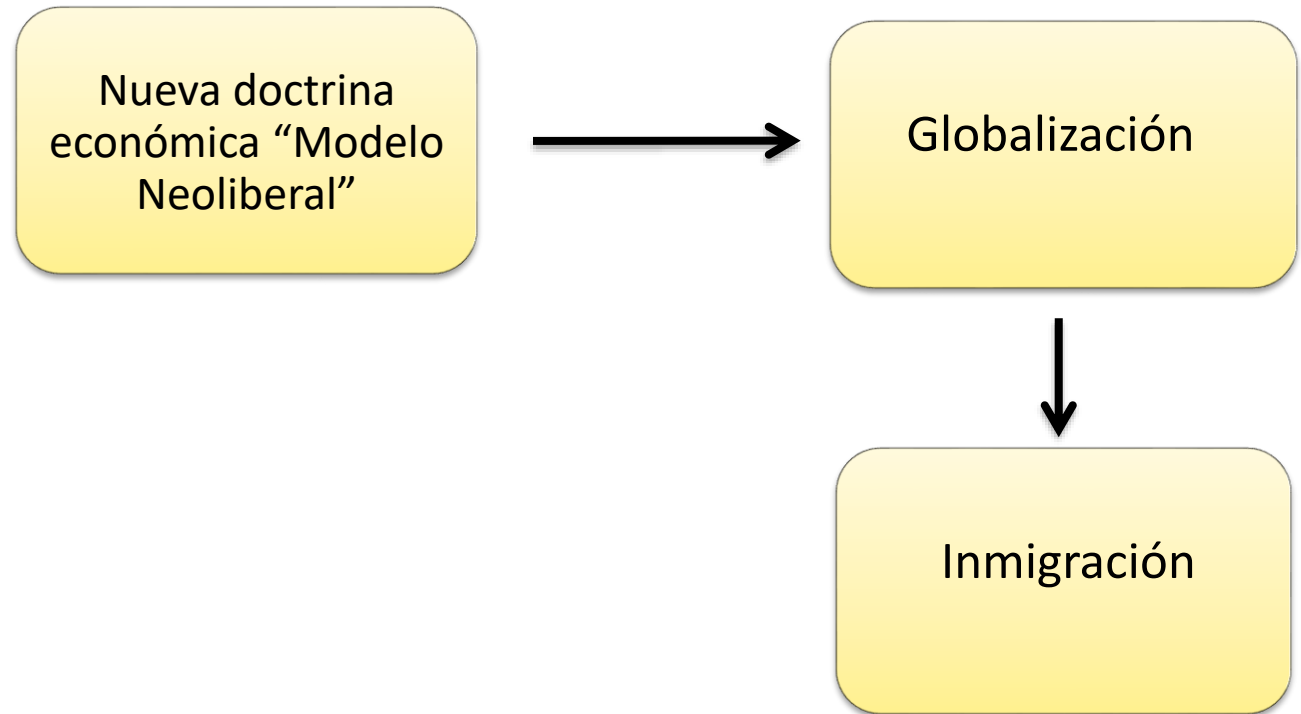 Nueva doctrina
económica “Modelo
Neoliberal”
Globalización
Inmigración